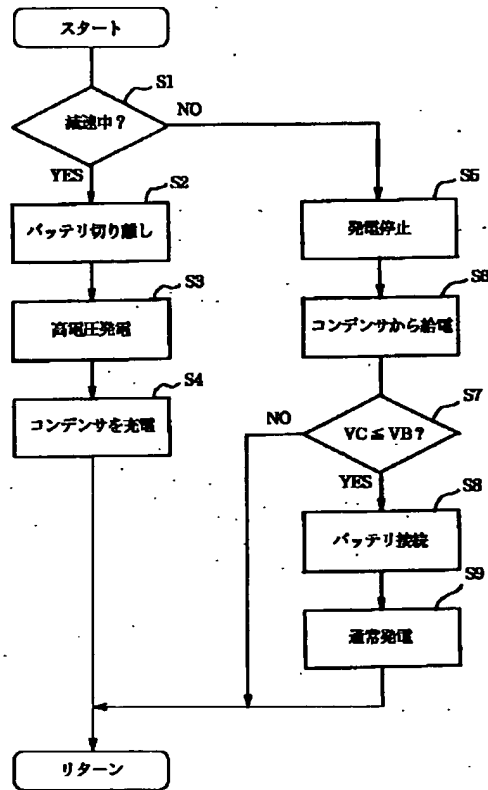 スタート
S1
減速中?
NO
YES
S2
バッテリ切り離し
S3
高電圧発電
S4
コンデンサを充電
S5
発電停止
S6
コンデンサから給電
S7
VC≦VB?
NO
YES
S8
バッテリ接続
S9
通常発電
リターン